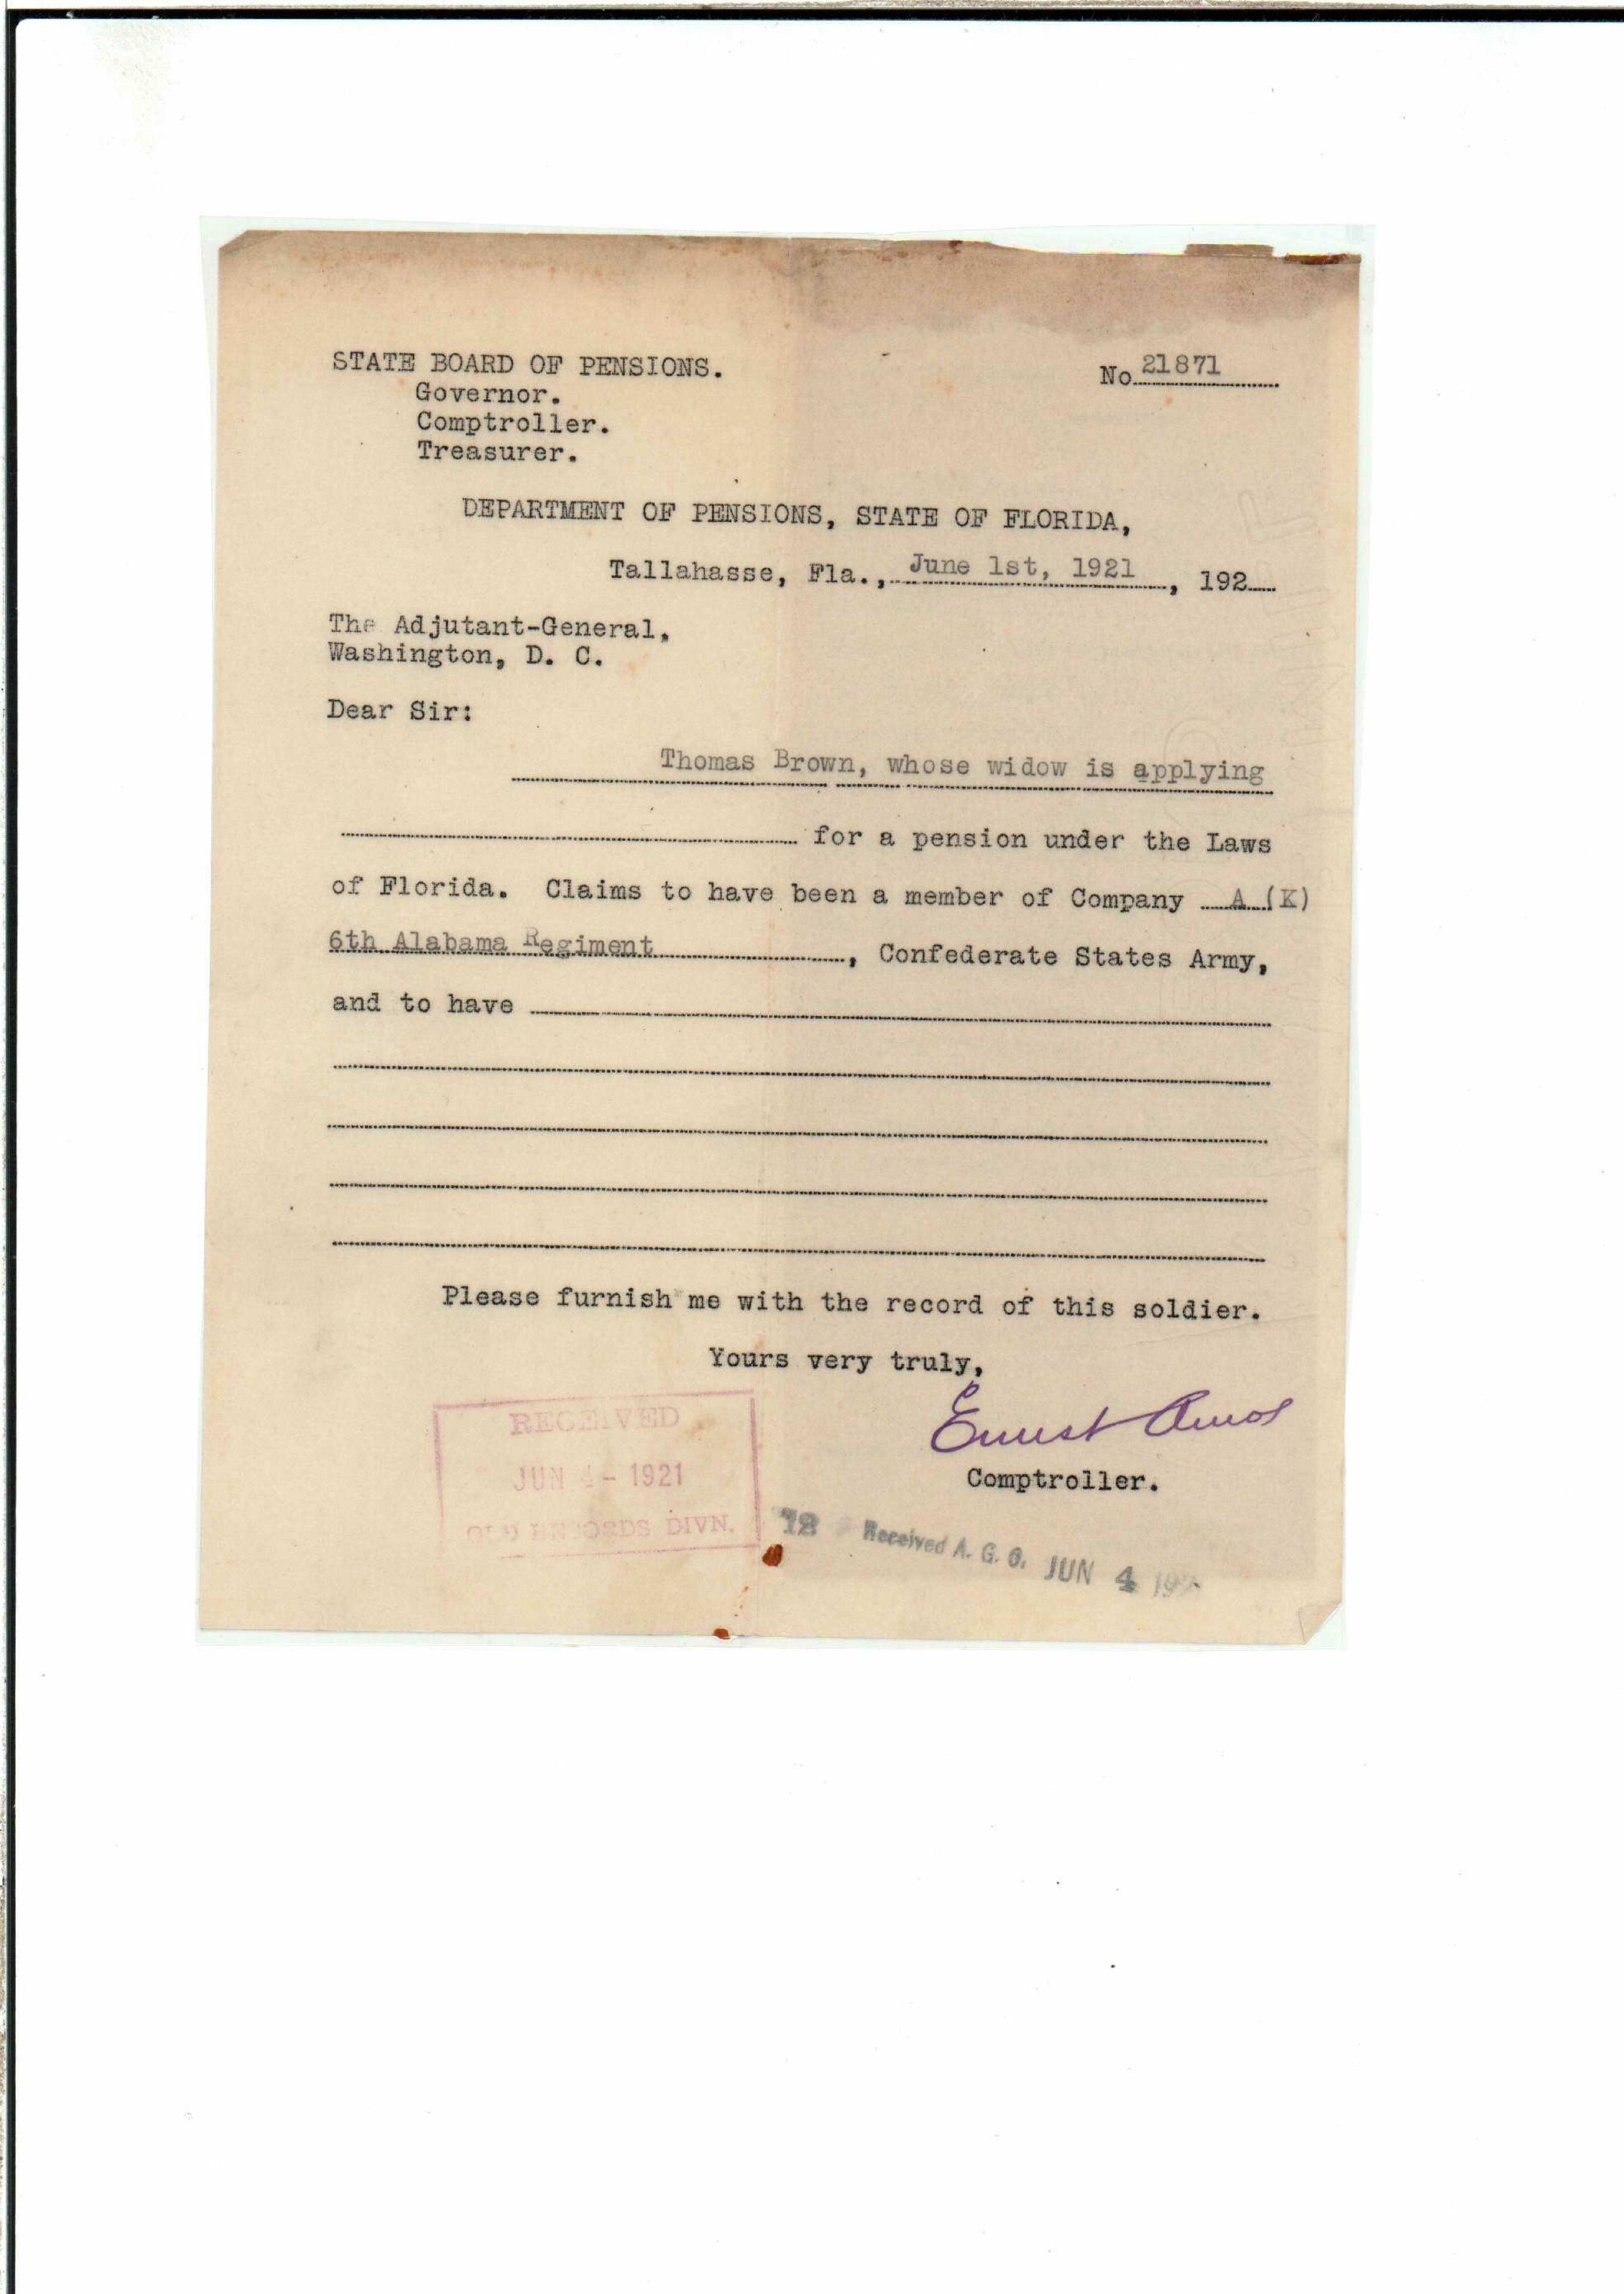 STATE BOARD OF PENSIONS.
No 21871
Governor.
Comptroller.
Treasurer.
DEPARTMENT OF PENSIONS, STATE OF FLORIDA,
Tallahasse, Fla., June 1st, 1921, 192
The Adjutant-General,
Washington, D. C.
Dear Sir:
Thomas Brown, whose widow is applying
for a pension under the Laws
of Florida. Claims to have been a member of Company A (K)
6th Alabama Regiment, Confederate States Army,
and to have
Please furnish me with the record of this soldier.
Yours very truly,
Ernest Amos
Comptroller.
RECEIVED
JUN 4 - 1921
OLD RECORDS DIVN.
Received A. G. O. JUN 4